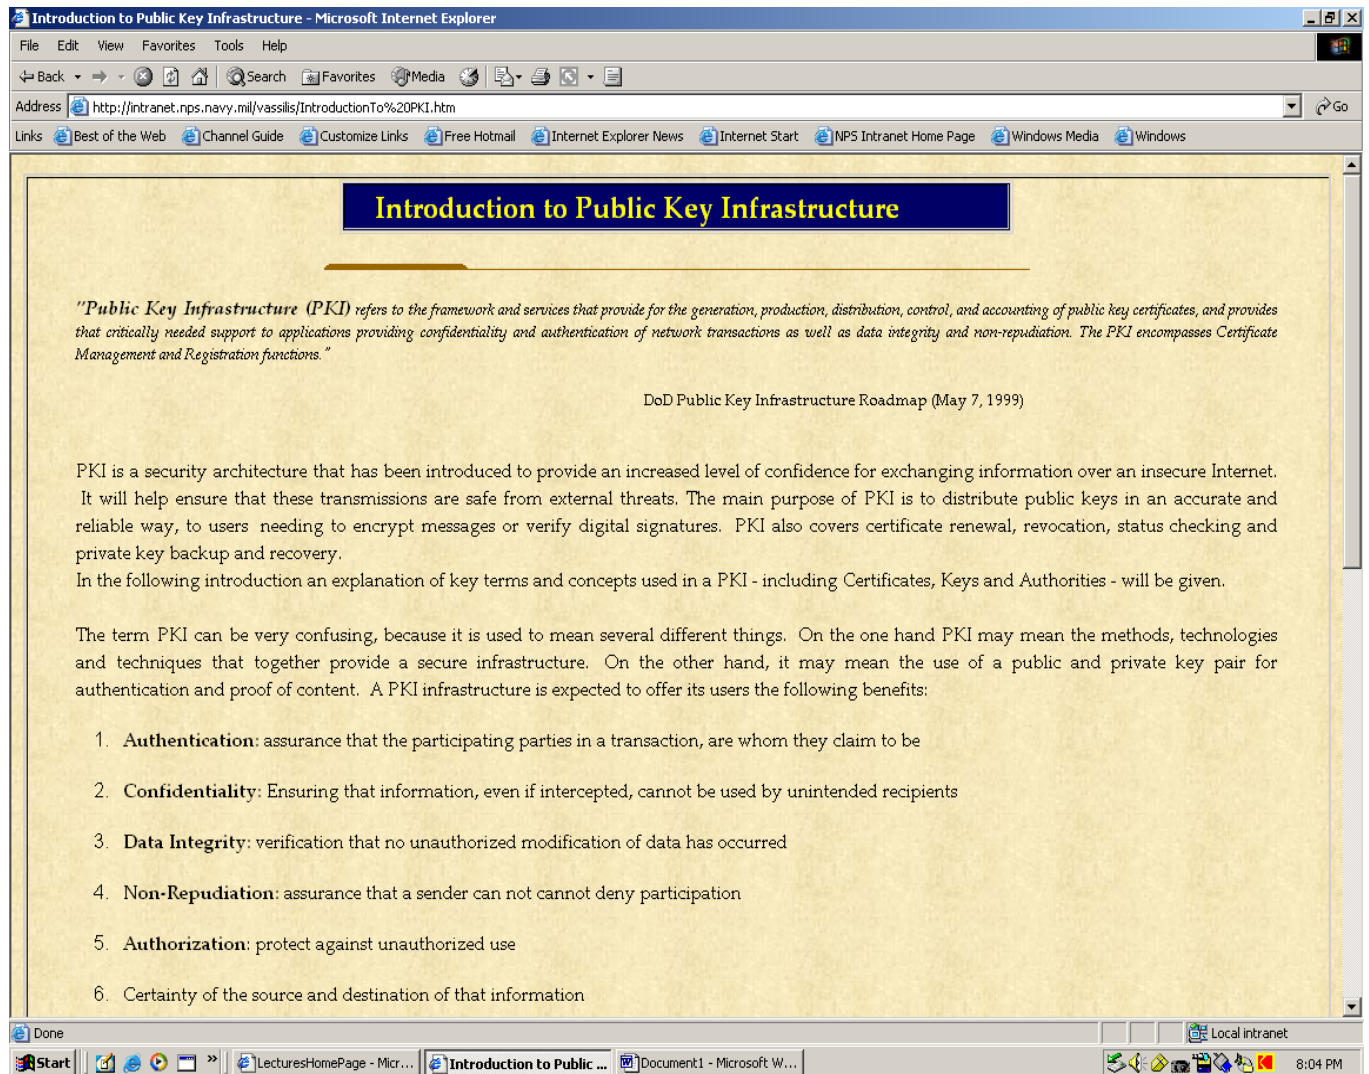 Introduction to Public Key Infrastructure - Microsoft Internet Explorer
File Edit View Favorites Tools Help
Back Search Favorites Media
Address http://intranet.nps.navy.mil/vassilis/IntroductionTo%20PKI.htm Go
Links Best of the Web Channel Guide Customize Links Free Hotmail Internet Explorer News Internet Start NPS Intranet Home Page Windows Media Windows
Introduction to Public Key Infrastructure
"Public Key Infrastructure (PKI) refers to the framework and services that provide for the generation, production, distribution, control, and accounting of public key certificates, and provides
that critically needed support to applications providing confidentiality and authentication of network transactions as well as data integrity and non-repudiation. The PKI encompasses Certificate
Management and Registration functions."
DoD Public Key Infrastructure Roadmap (May 7, 1999)
PKI is a security architecture that has been introduced to provide an increased level of confidence for exchanging information over an insecure Internet.
It will help ensure that these transmissions are safe from external threats. The main purpose of PKI is to distribute public keys in an accurate and
reliable way, to users needing to encrypt messages or verify digital signatures. PKI also covers certificate renewal, revocation, status checking and
private key backup and recovery.
In the following introduction an explanation of key terms and concepts used in a PKI - including Certificates, Keys and Authorities - will be given.
The term PKI can be very confusing, because it is used to mean several different things. On the one hand PKI may mean the methods, technologies
and techniques that together provide a secure infrastructure. On the other hand, it may mean the use of a public and private key pair for
authentication and proof of content. A PKI infrastructure is expected to offer its users the following benefits:
1. Authentication: assurance that the participating parties in a transaction, are whom they claim to be
2. Confidentiality: Ensuring that information, even if intercepted, cannot be used by unintended recipients
3. Data Integrity: verification that no unauthorized modification of data has occurred
4. Non-Repudiation: assurance that a sender can not cannot deny participation
5. Authorization: protect against unauthorized use
6. Certainty of the source and destination of that information
Done Local intranet
Start » LecturesHomePage - Micr... Introduction to Public ... Document1 - Microsoft W... 8:04 PM